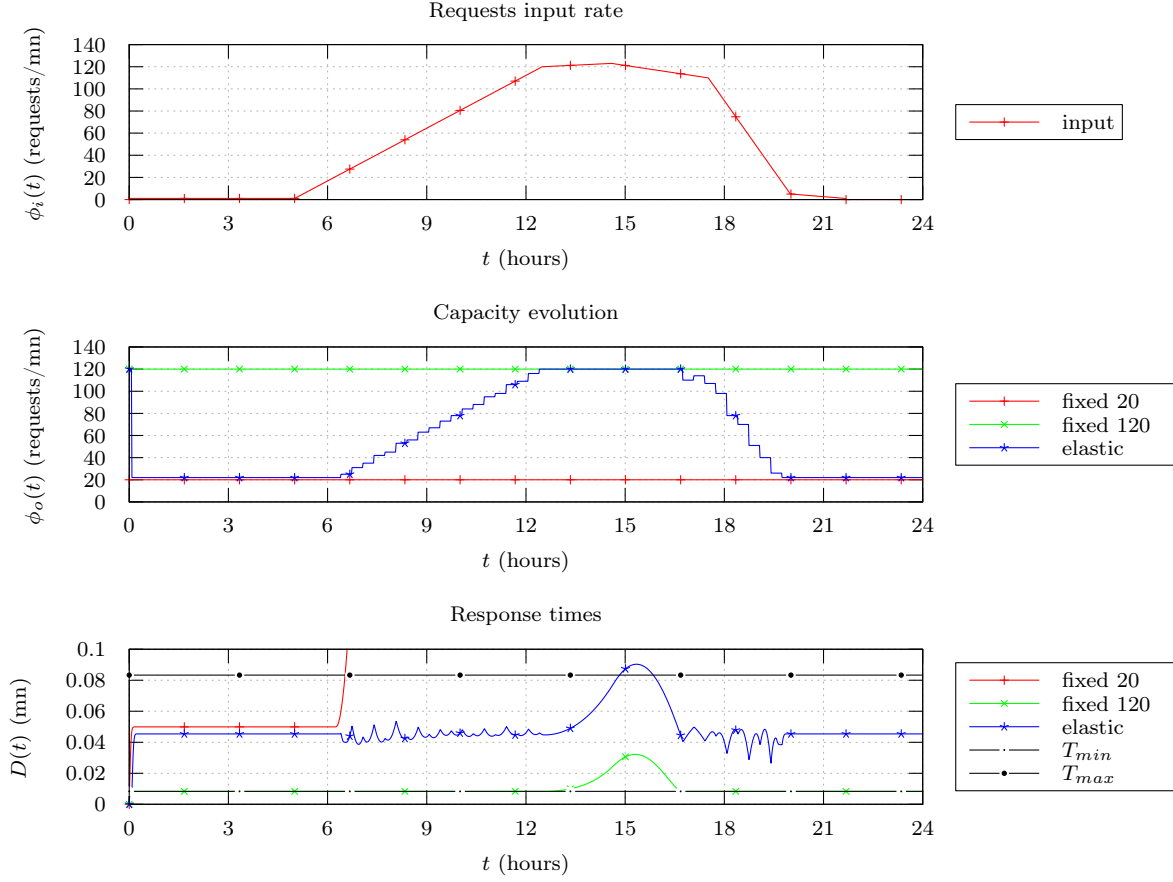 Requests input rate
ϕi(t) (requests/mn)
140
120
100
80
60
40
20
0
0 3 6 9 12 15 18 21 24
t (hours)
input
Capacity evolution
ϕo(t) (requests/mn)
140
120
100
80
60
40
20
0
0 3 6 9 12 15 18 21 24
t (hours)
fixed 20
fixed 120
elastic
Response times
D(t) (mn)
0.1
0.08
0.06
0.04
0.02
0
0 3 6 9 12 15 18 21 24
t (hours)
fixed 20
fixed 120
elastic
Tmin
Tmax